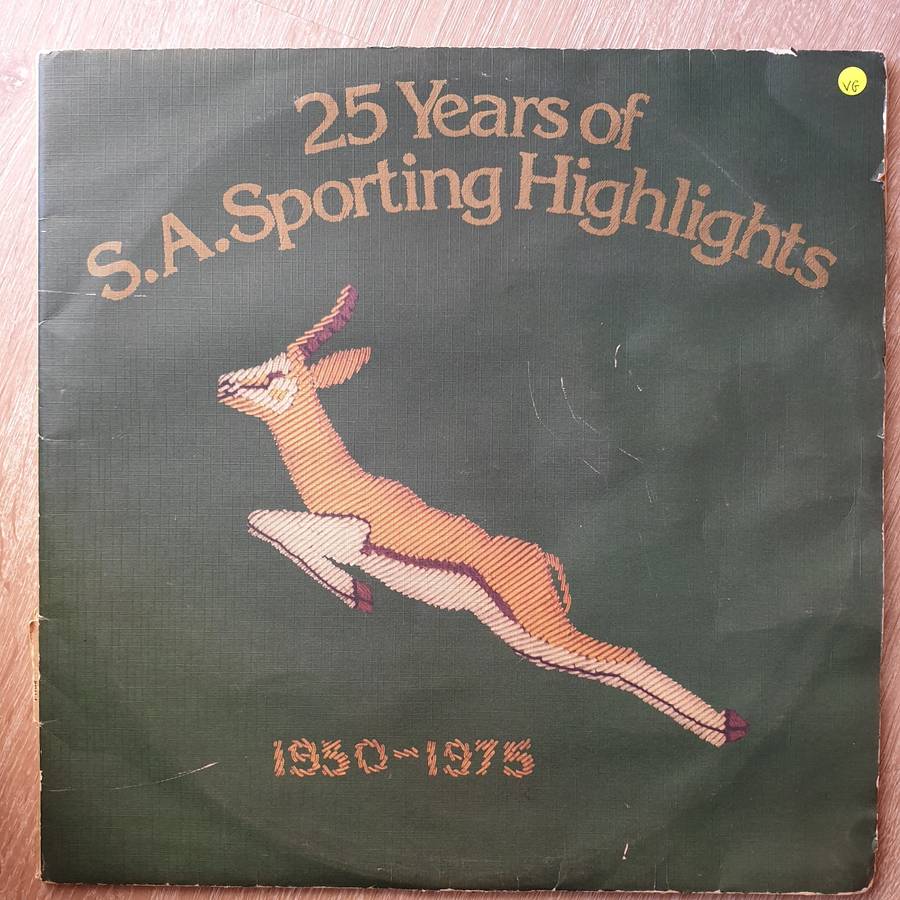 25 Years of
S.A. Sporting Highlights
VG
1950-1975